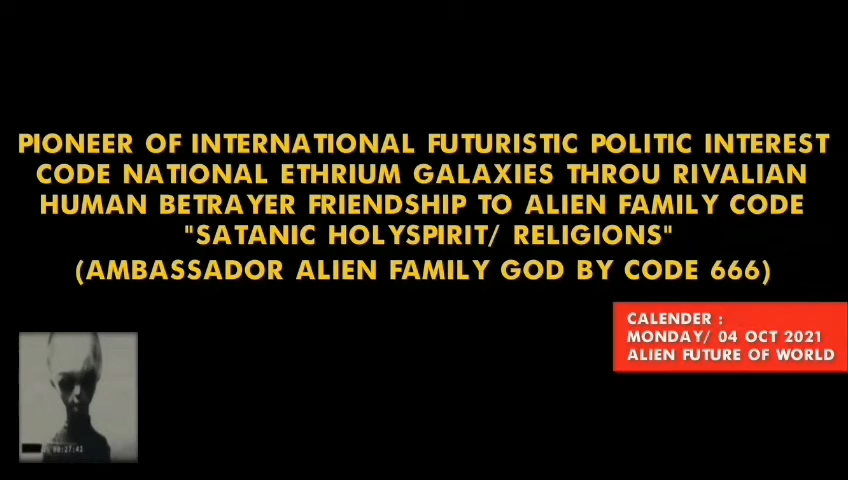 PIONEER OF INTERNATIONAL FUTURISTIC POLITIC INTEREST
CODE NATIONAL ETHRIUM GALAXIES THROU RIVALIAN
HUMAN BETRAYER FRIENDSHIP TO ALIEN FAMILY CODE
"SATANIC HOLYSPIRIT/ RELIGIONS"
(AMBASSADOR ALIEN FAMILY GOD BY CODE 666)
CALENDER :
MONDAY/ 04 OCT 2021
ALIEN FUTURE OF WORLD